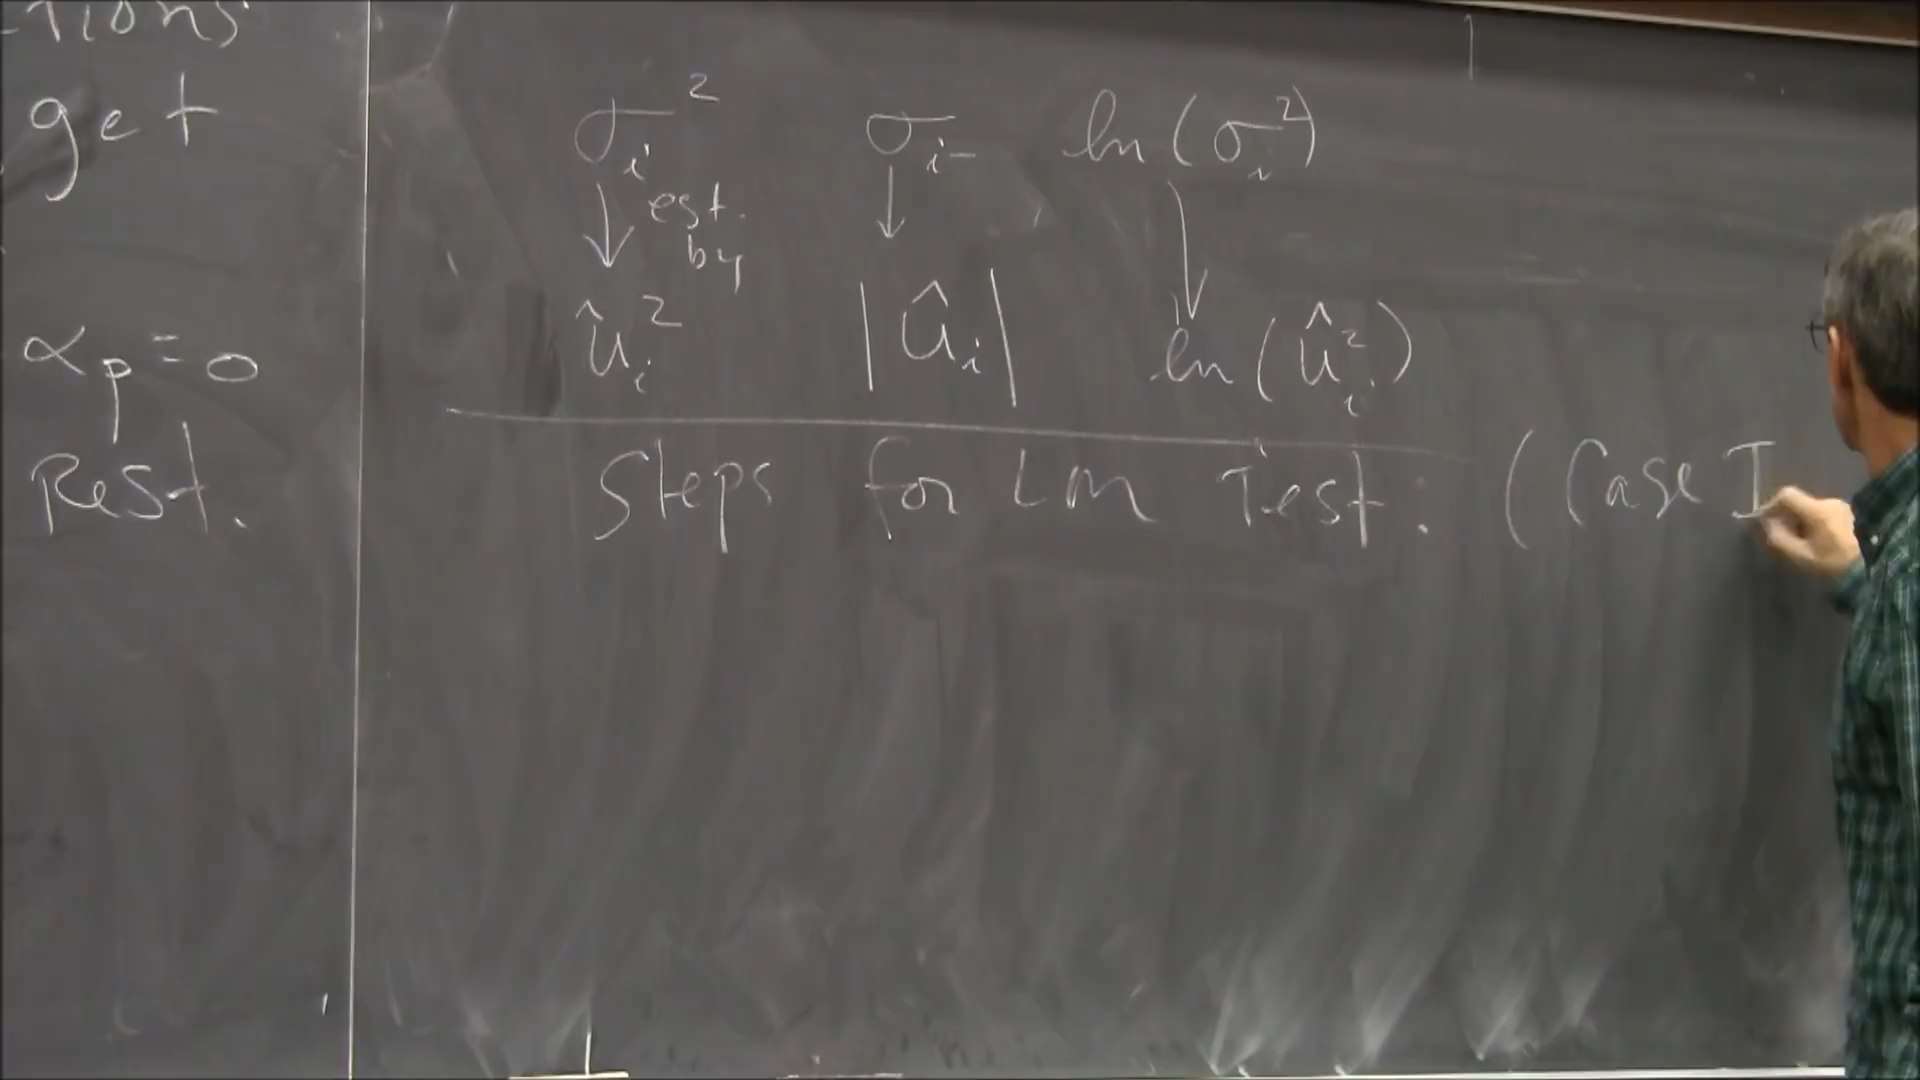 tions
get
αₚ = 0
Rest.
σᵢ² σᵢ ln(σᵢ²)
↓ est. by ↓ ↓
ûᵢ² |ûᵢ| ln(ûᵢ²)
Steps for LM Test: (Case I